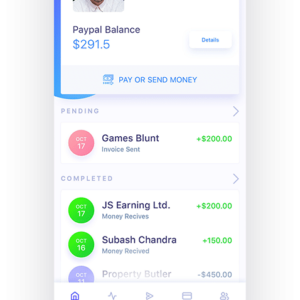 Paypal Balance
$291.5
Details
PAY OR SEND MONEY
PENDING
OCT
17
Games Blunt
+$200.00
Invoice Sent
COMPLETED
OCT
17
JS Earning Ltd.
+$200.00
Money Recives
OCT
16
Subash Chandra
+150.00
Money Recived
OCT
11
Property Butler
-$450.00